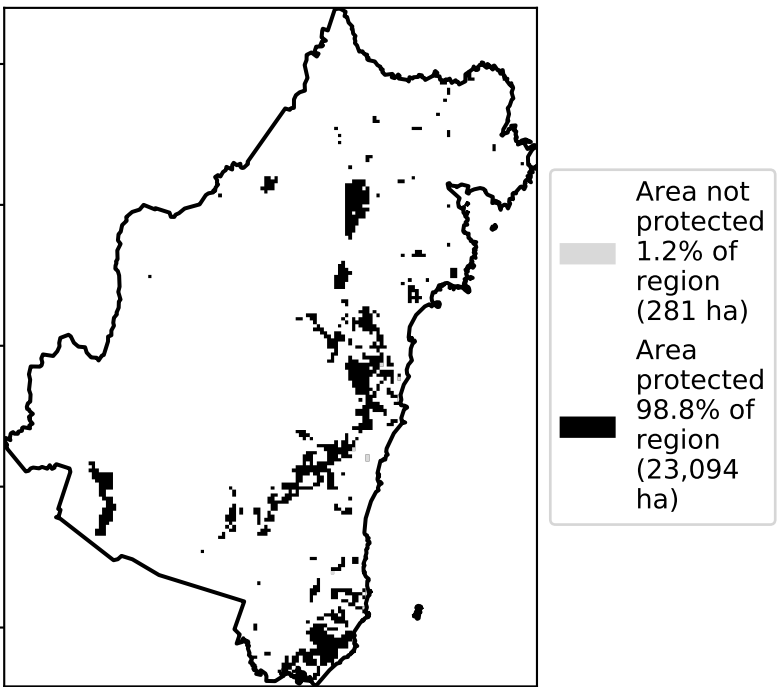 Area not
protected
1.2% of
region
(281 ha)
Area
protected
98.8% of
region
(23,094
ha)